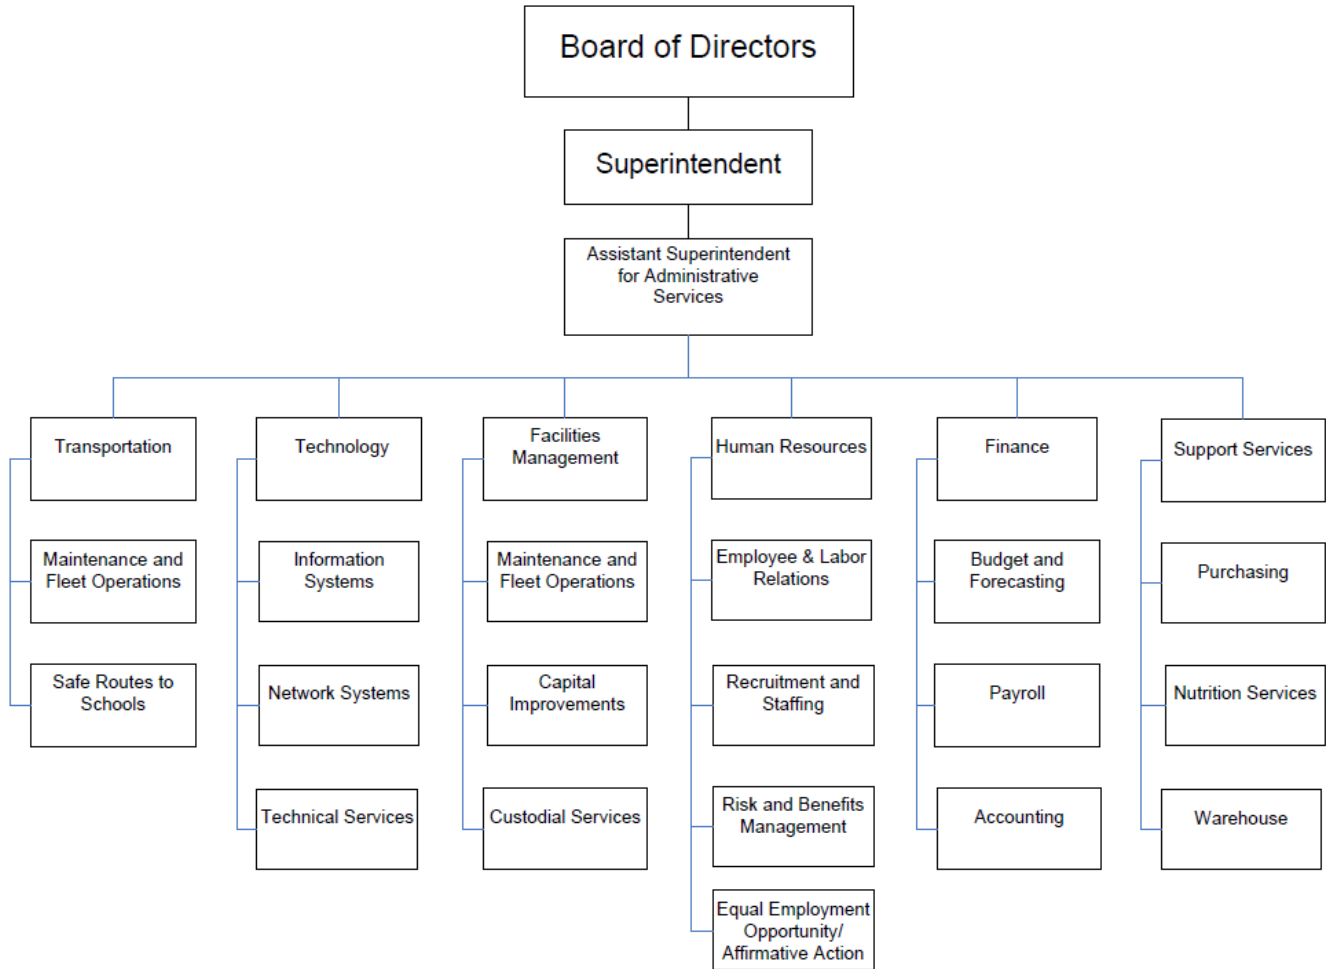 Board of Directors
Superintendent
Assistant Superintendent
for Administrative
Services
Transportation
Technology
Facilities
Management
Human Resources
Finance
Support Services
Maintenance and
Fleet Operations
Information
Systems
Maintenance and
Fleet Operations
Employee & Labor
Relations
Budget and
Forecasting
Purchasing
Safe Routes to
Schools
Network Systems
Capital
Improvements
Recruitment and
Staffing
Payroll
Nutrition Services
Technical Services
Custodial Services
Risk and Benefits
Management
Accounting
Warehouse
Equal Employment
Opportunity/
Affirmative Action